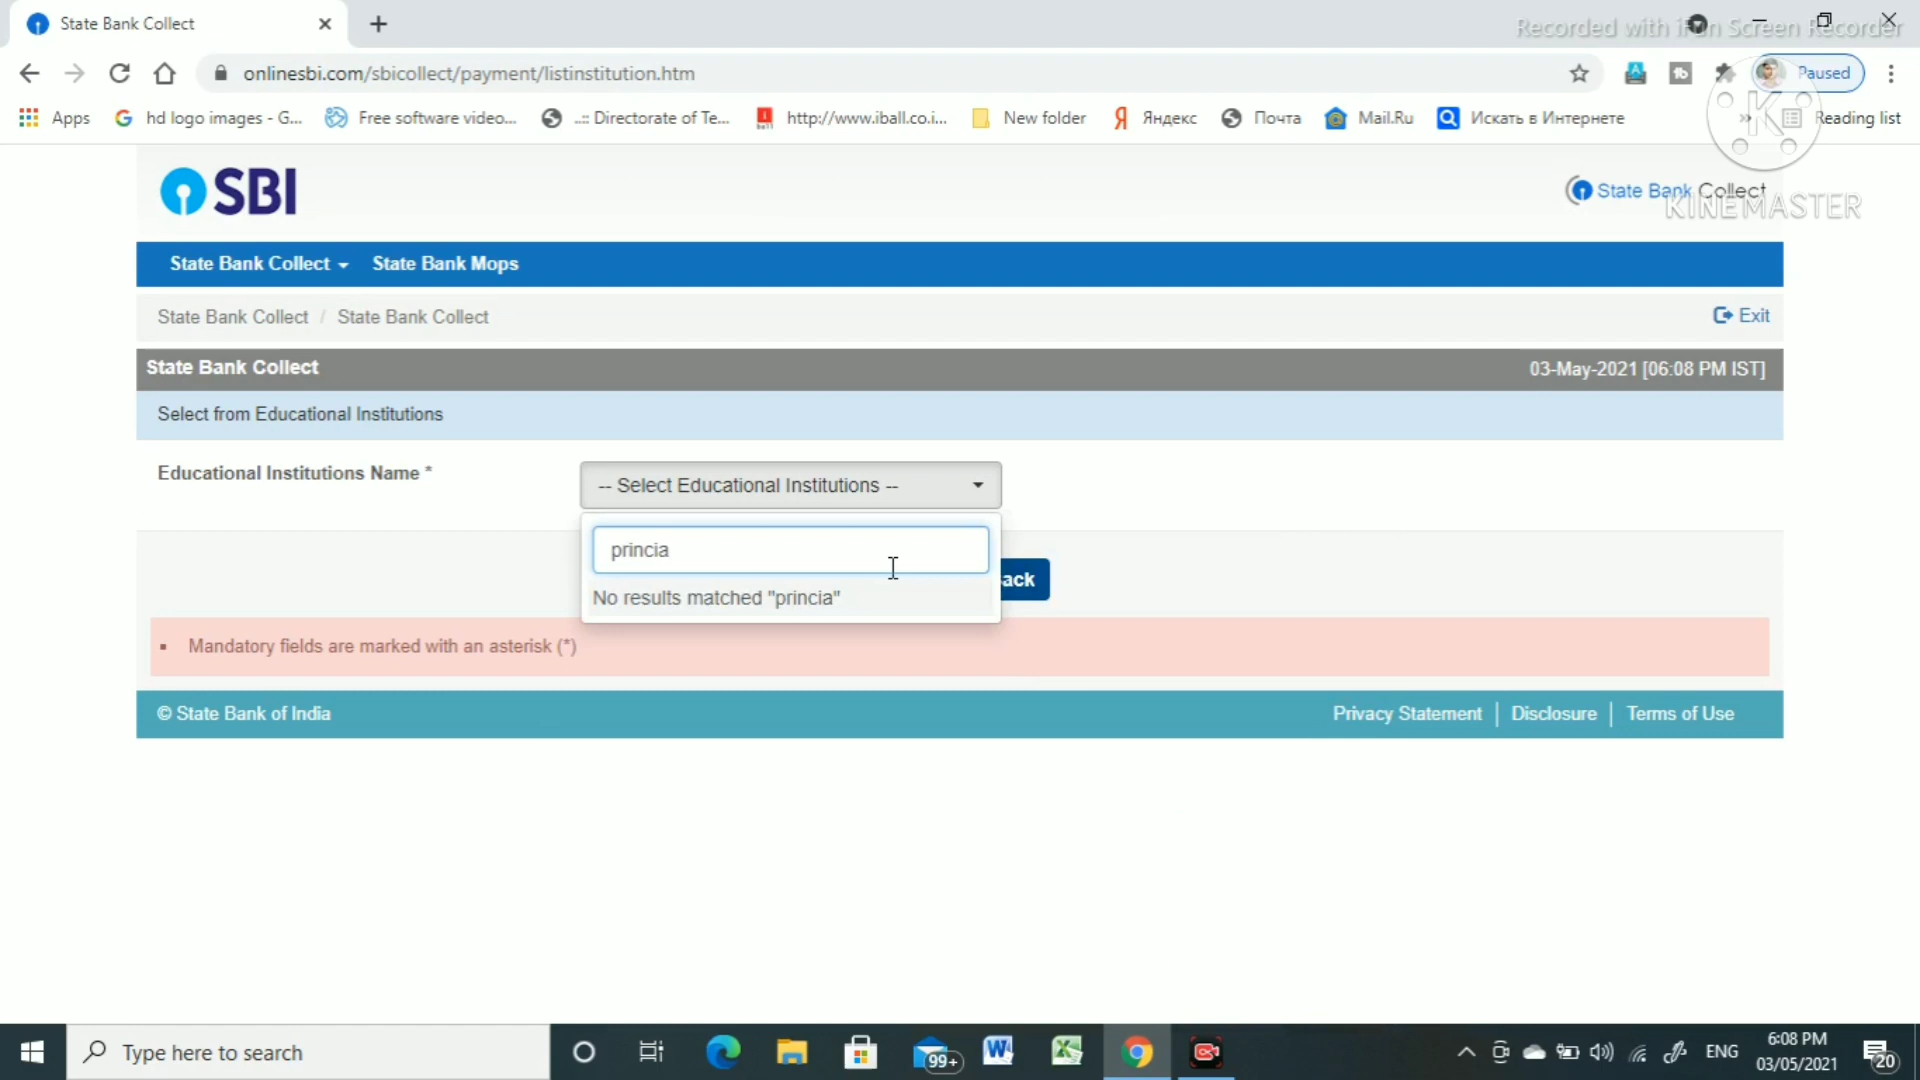 State Bank Collect
Recorded with iFun Screen Recorder
onlinesbi.com/sbicollect/payment/listinstitution.htm
Paused
Apps
hd logo images - G...
Free software video...
..:: Directorate of Te...
http://www.iball.co.i...
New folder
Яндекс
Почта
Mail.Ru
Искать в Интернете
»
Reading list
K
KINEMASTER
SBI
State Bank Collect
State Bank Collect
State Bank Mops
State Bank Collect / State Bank Collect
Exit
State Bank Collect
03-May-2021 [06:08 PM IST]
Select from Educational Institutions
Educational Institutions Name *
-- Select Educational Institutions --
princia
No results matched "princia"
ack
Mandatory fields are marked with an asterisk (*)
© State Bank of India
Privacy Statement | Disclosure | Terms of Use
Type here to search
99+
ENG
6:08 PM
03/05/2021
20